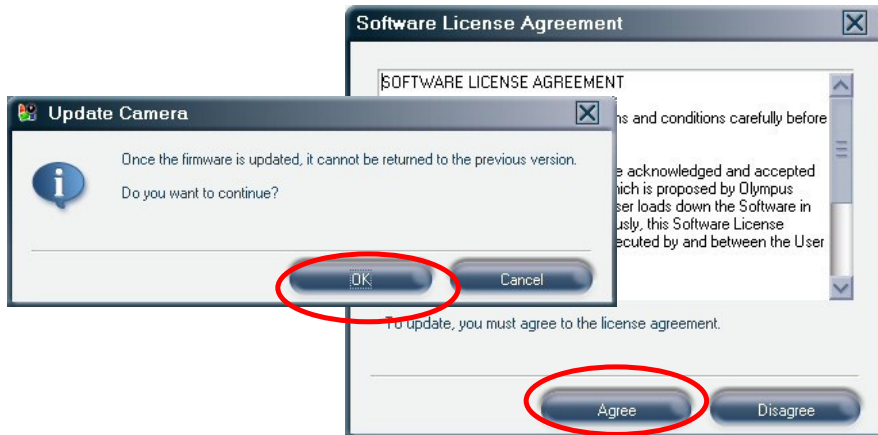 Software License Agreement
SOFTWARE LICENSE AGREEMENT
ns and conditions carefully before
e acknowledged and accepted
hich is proposed by Olympus
ser loads down the Software in
usly, this Software License
ecuted by and between the User
To update, you must agree to the license agreement.
Agree
Disagree
Update Camera
Once the firmware is updated, it cannot be returned to the previous version.
Do you want to continue?
OK
Cancel